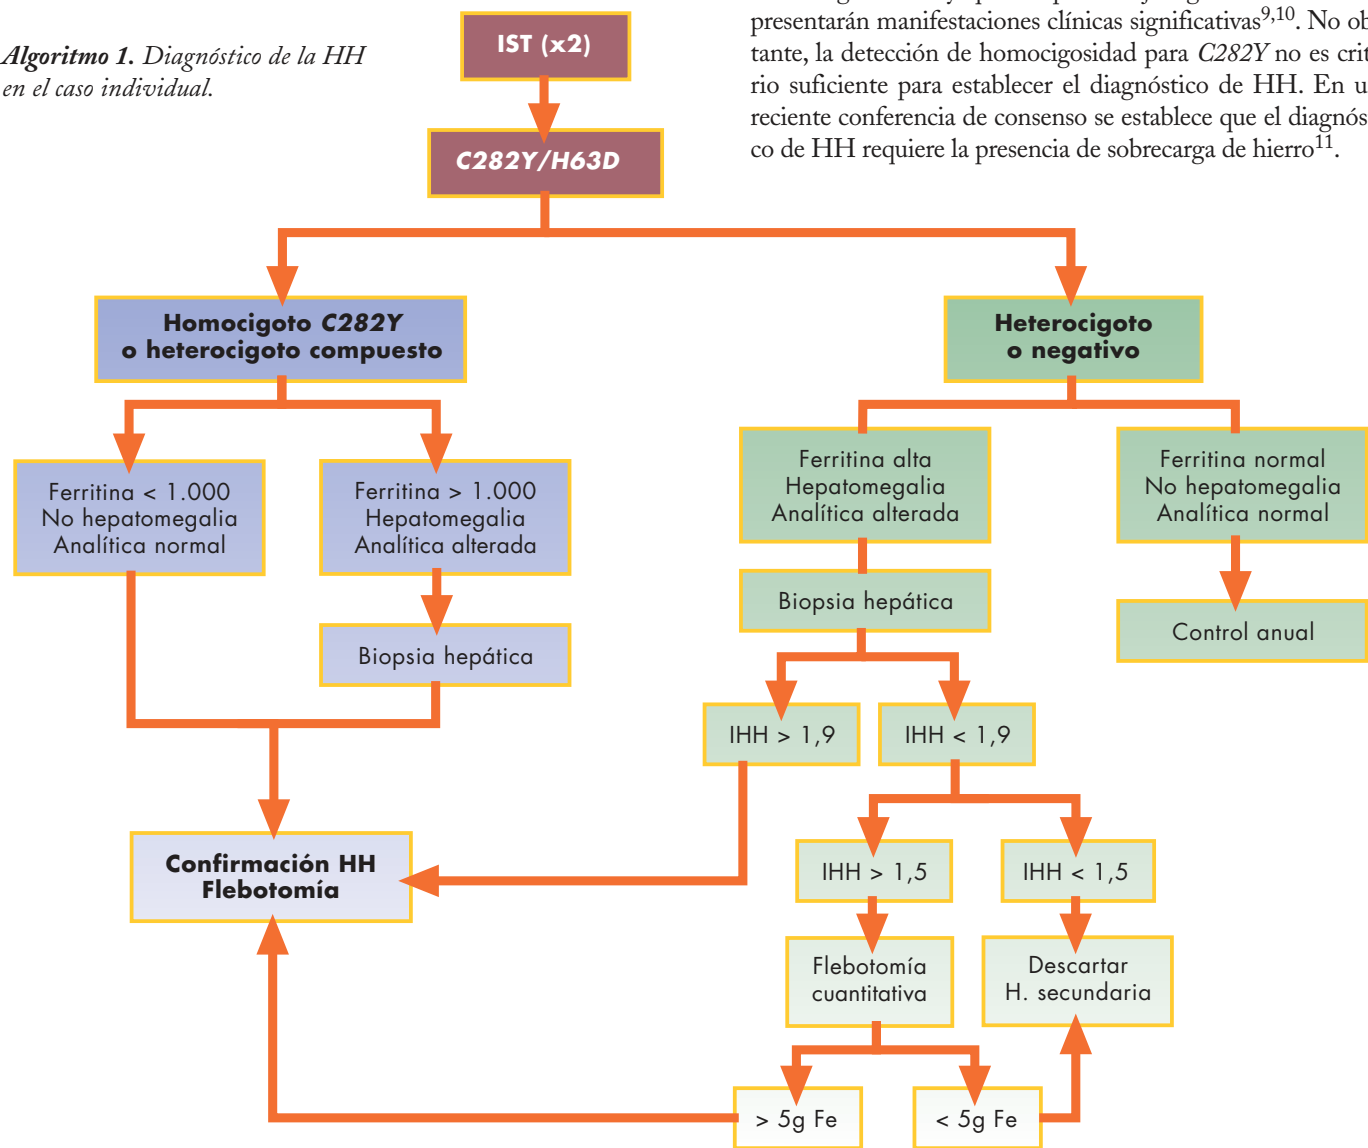 Algoritmo 1. Diagnóstico de la HH
en el caso individual.
presentarán manifestaciones clínicas significativas9,10. No ob
tante, la detección de homocigosidad para C282Y no es crit
rio suficiente para establecer el diagnóstico de HH. En u
reciente conferencia de consenso se establece que el diagnós
co de HH requiere la presencia de sobrecarga de hierro11.
IST (x2)
C282Y/H63D
Homocigoto C282Y
o heterocigoto compuesto
Heterocigoto
o negativo
Ferritina < 1.000
No hepatomegalia
Analítica normal
Ferritina > 1.000
Hepatomegalia
Analítica alterada
Ferritina alta
Hepatomegalia
Analítica alterada
Ferritina normal
No hepatomegalia
Analítica normal
Biopsia hepática
Biopsia hepática
Control anual
IHH > 1,9
IHH < 1,9
Confirmación HH
Flebotomía
IHH > 1,5
IHH < 1,5
Flebotomía
cuantitativa
Descartar
H. secundaria
> 5g Fe
< 5g Fe